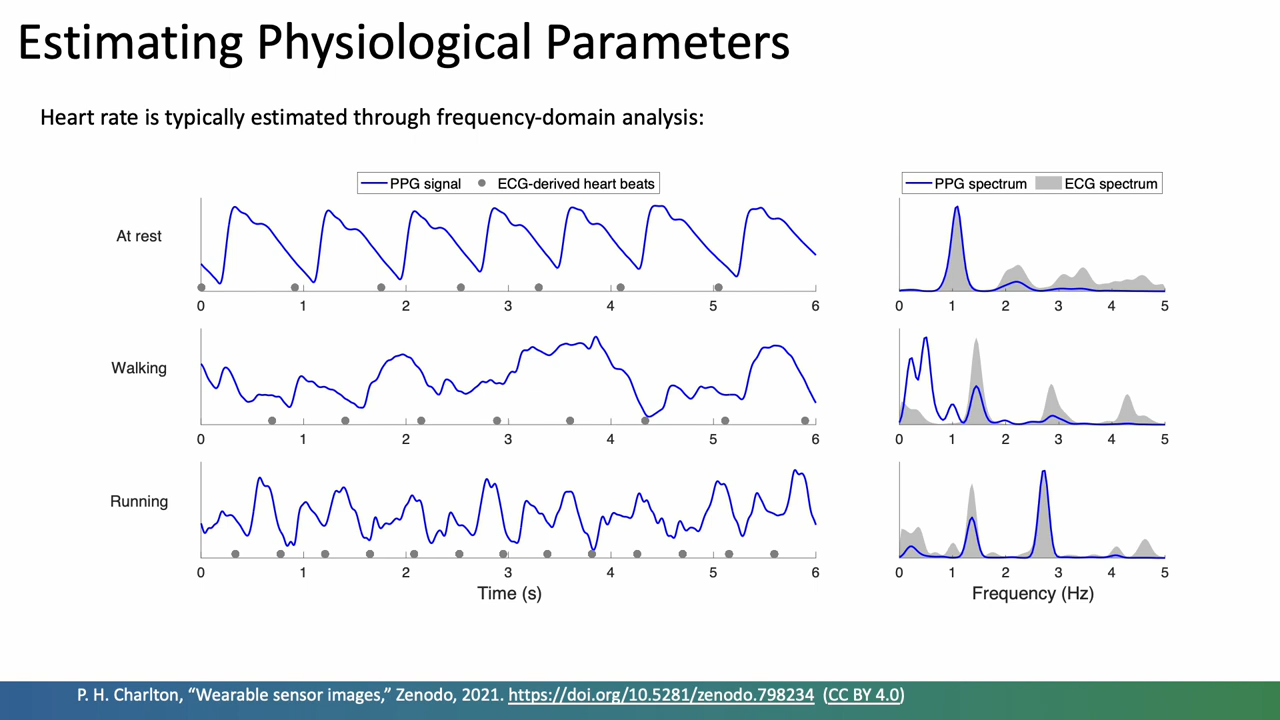 Estimating Physiological Parameters
Heart rate is typically estimated through frequency-domain analysis:
PPG signal ECG-derived heart beats
PPG spectrum ECG spectrum
At rest
0 1 2 3 4 5 6
0 1 2 3 4 5
Walking
0 1 2 3 4 5 6
0 1 2 3 4 5
Running
0 1 2 3 4 5 6
0 1 2 3 4 5
Time (s)
Frequency (Hz)
P. H. Charlton, “Wearable sensor images,” Zenodo, 2021. https://doi.org/10.5281/zenodo.798234 (CC BY 4.0)